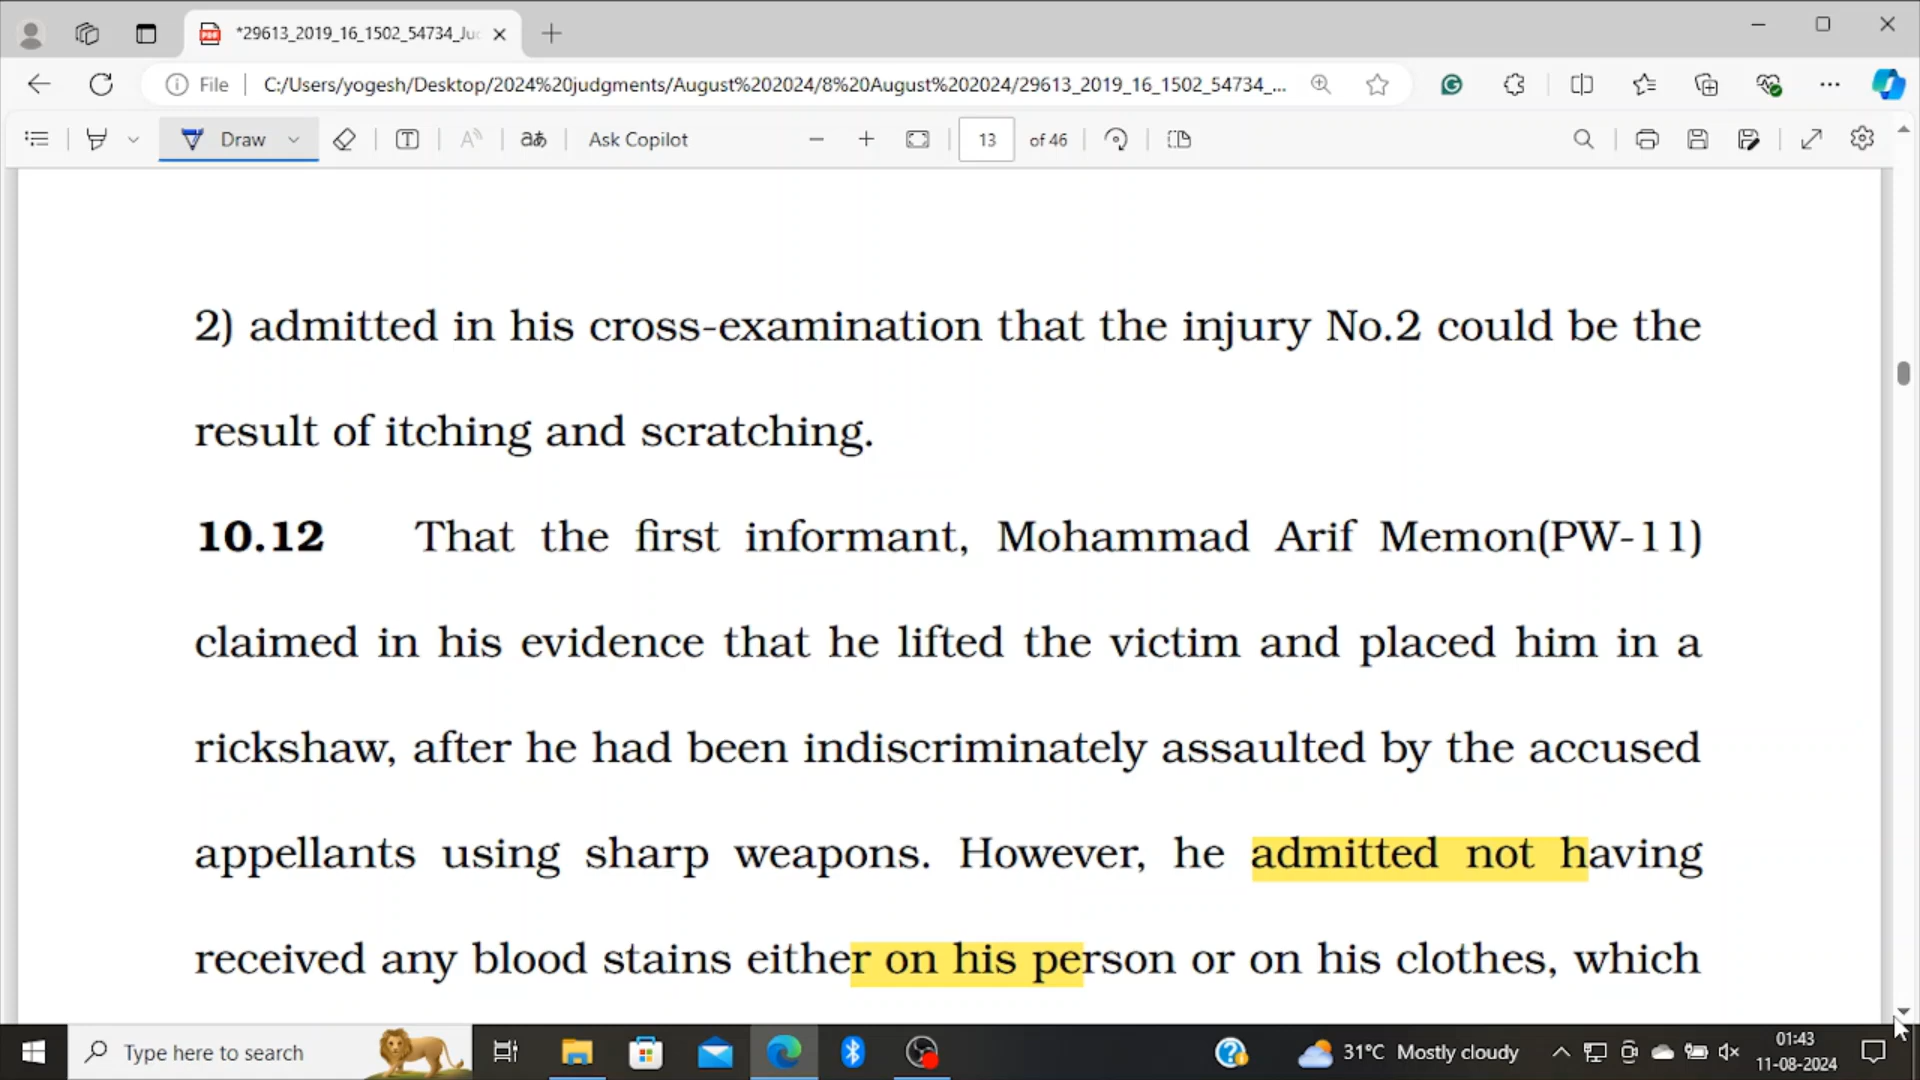 *29613_2019_16_1502_54734_Ju
File
C:/Users/yogesh/Desktop/2024%20judgments/August%202024/8%20August%202024/29613_2019_16_1502_54734_...
Draw
Ask Copilot
13 of 46
2) admitted in his cross-examination that the injury No.2 could be the
result of itching and scratching.
10.12 That the first informant, Mohammad Arif Memon(PW-11)
claimed in his evidence that he lifted the victim and placed him in a
rickshaw, after he had been indiscriminately assaulted by the accused
appellants using sharp weapons. However, he admitted not having
received any blood stains either on his person or on his clothes, which
Type here to search
31°C Mostly cloudy
01:43
11-08-2024